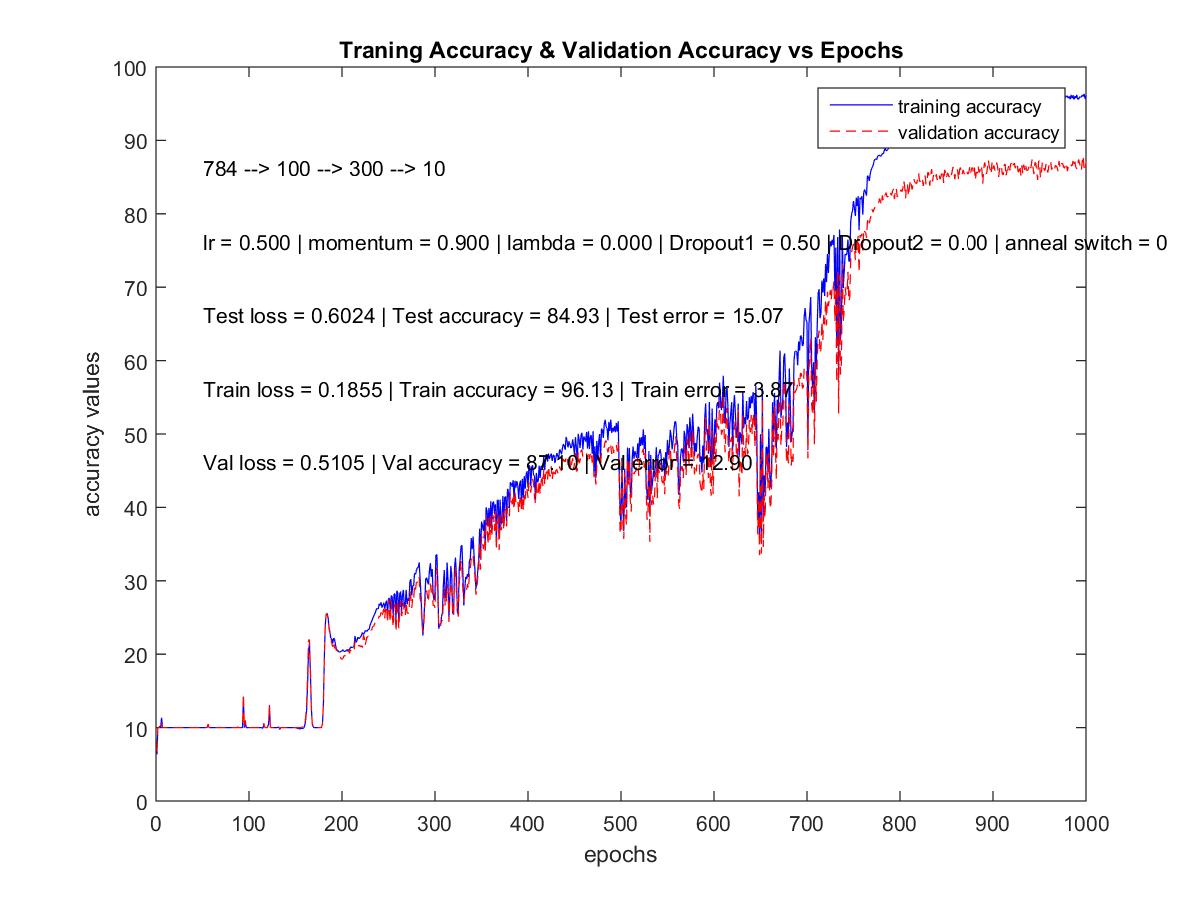 Traning Accuracy & Validation Accuracy vs Epochs
100
90
80
70
60
50
40
30
20
10
0
accuracy values
training accuracy
validation accuracy
784 --> 100 --> 300 --> 10
lr = 0.500 | momentum = 0.900 | lambda = 0.000 | Dropout1 = 0.50 | Dropout2 = 0.00 | anneal switch = 0
Test loss = 0.6024 | Test accuracy = 84.93 | Test error = 15.07
Train loss = 0.1855 | Train accuracy = 96.13 | Train error = 3.87
Val loss = 0.5105 | Val accuracy = 87.10 | Val error = 12.90
0 100 200 300 400 500 600 700 800 900 1000
epochs